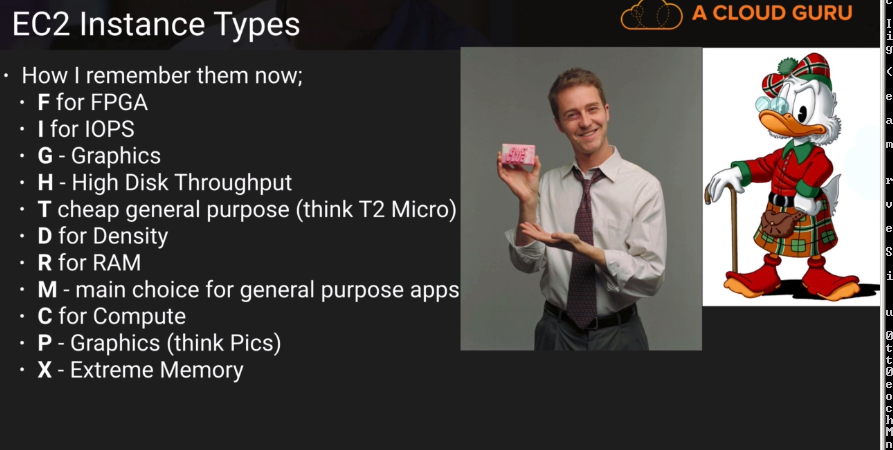 EC2 Instance Types
A CLOUD GURU
• How I remember them now;
• F for FPGA
• I for IOPS
• G - Graphics
• H - High Disk Throughput
• T cheap general purpose (think T2 Micro)
• D for Density
• R for RAM
• M - main choice for general purpose apps
• C for Compute
• P - Graphics (think Pics)
• X - Extreme Memory